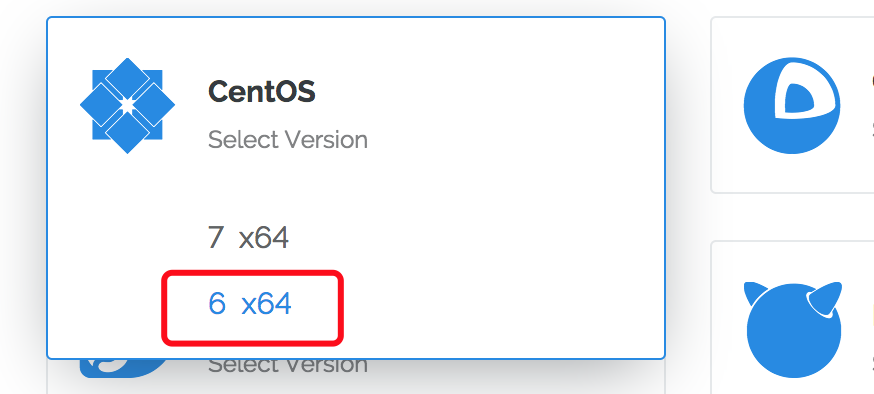 CentOS
Select Version
7 x64
6 x64
Select Version